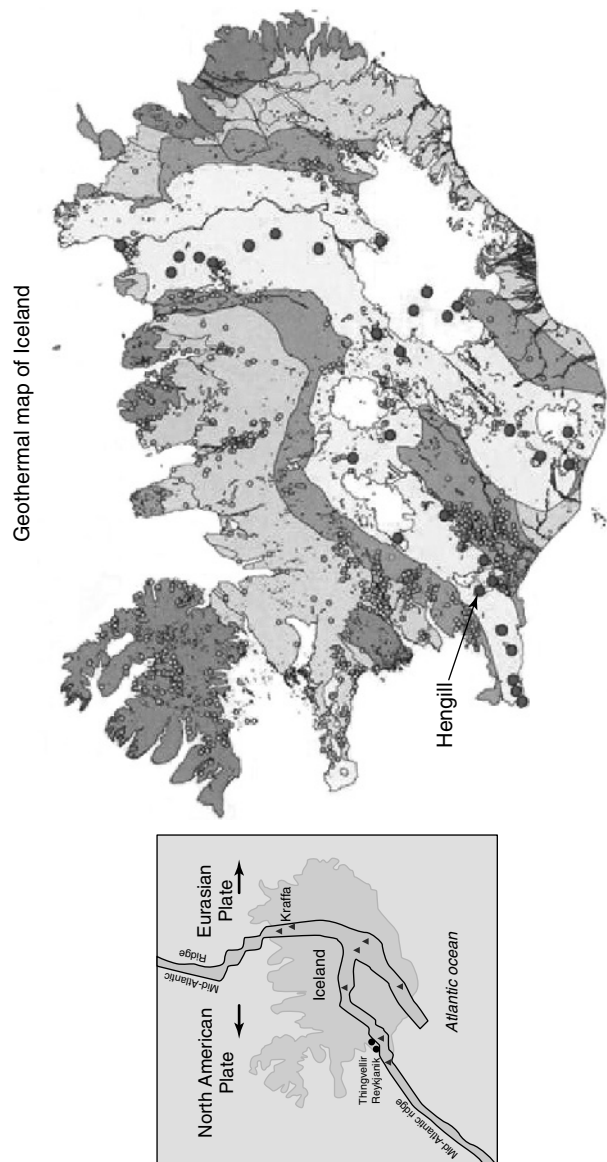 Geothermal map of Iceland
Hengill
North American
Plate
Eurasian
Plate
Mid-Atlantic
Ridge
Kraffa
Iceland
Thingvellir
Reykjanik
Atlantic ocean
Mid-Atlantic ridge